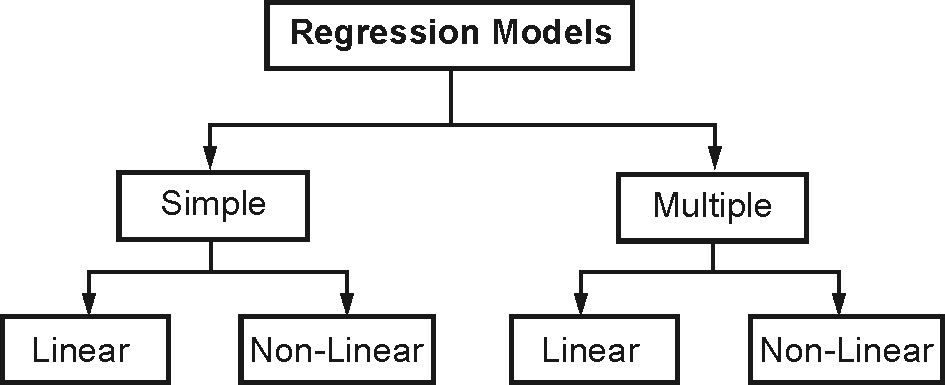 Regression Models
Simple
Multiple
Linear
Non-Linear
Linear
Non-Linear